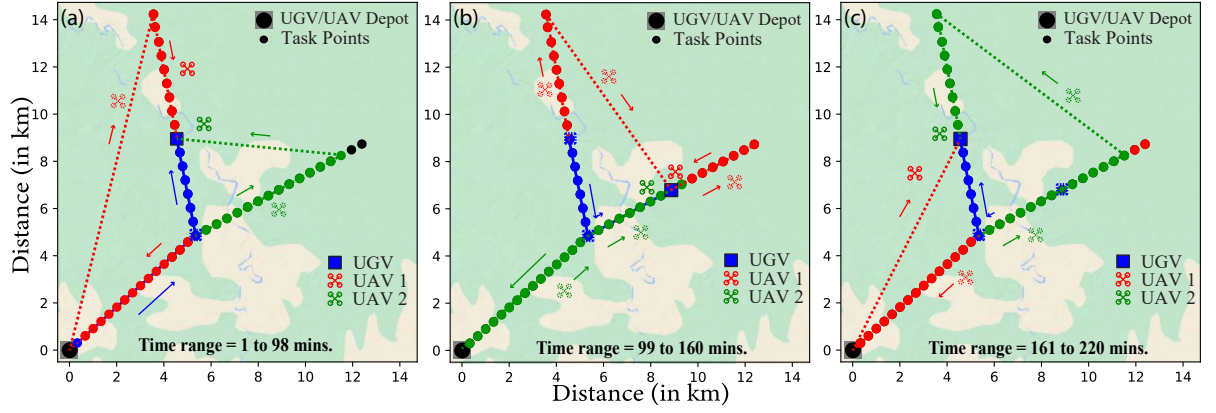 (a)
UGV/UAV Depot
Task Points
UGV
UAV 1
UAV 2
Time range = 1 to 98 mins.
0 2 4 6 8 10 12 14
0 2 4 6 8 10 12 14
Distance (in km)
(b)
UGV/UAV Depot
Task Points
UGV
UAV 1
UAV 2
Time range = 99 to 160 mins.
0 2 4 6 8 10 12 14
0 2 4 6 8 10 12 14
Distance (in km)
(c)
UGV/UAV Depot
Task Points
UGV
UAV 1
UAV 2
Time range = 161 to 220 mins.
0 2 4 6 8 10 12 14
0 2 4 6 8 10 12 14